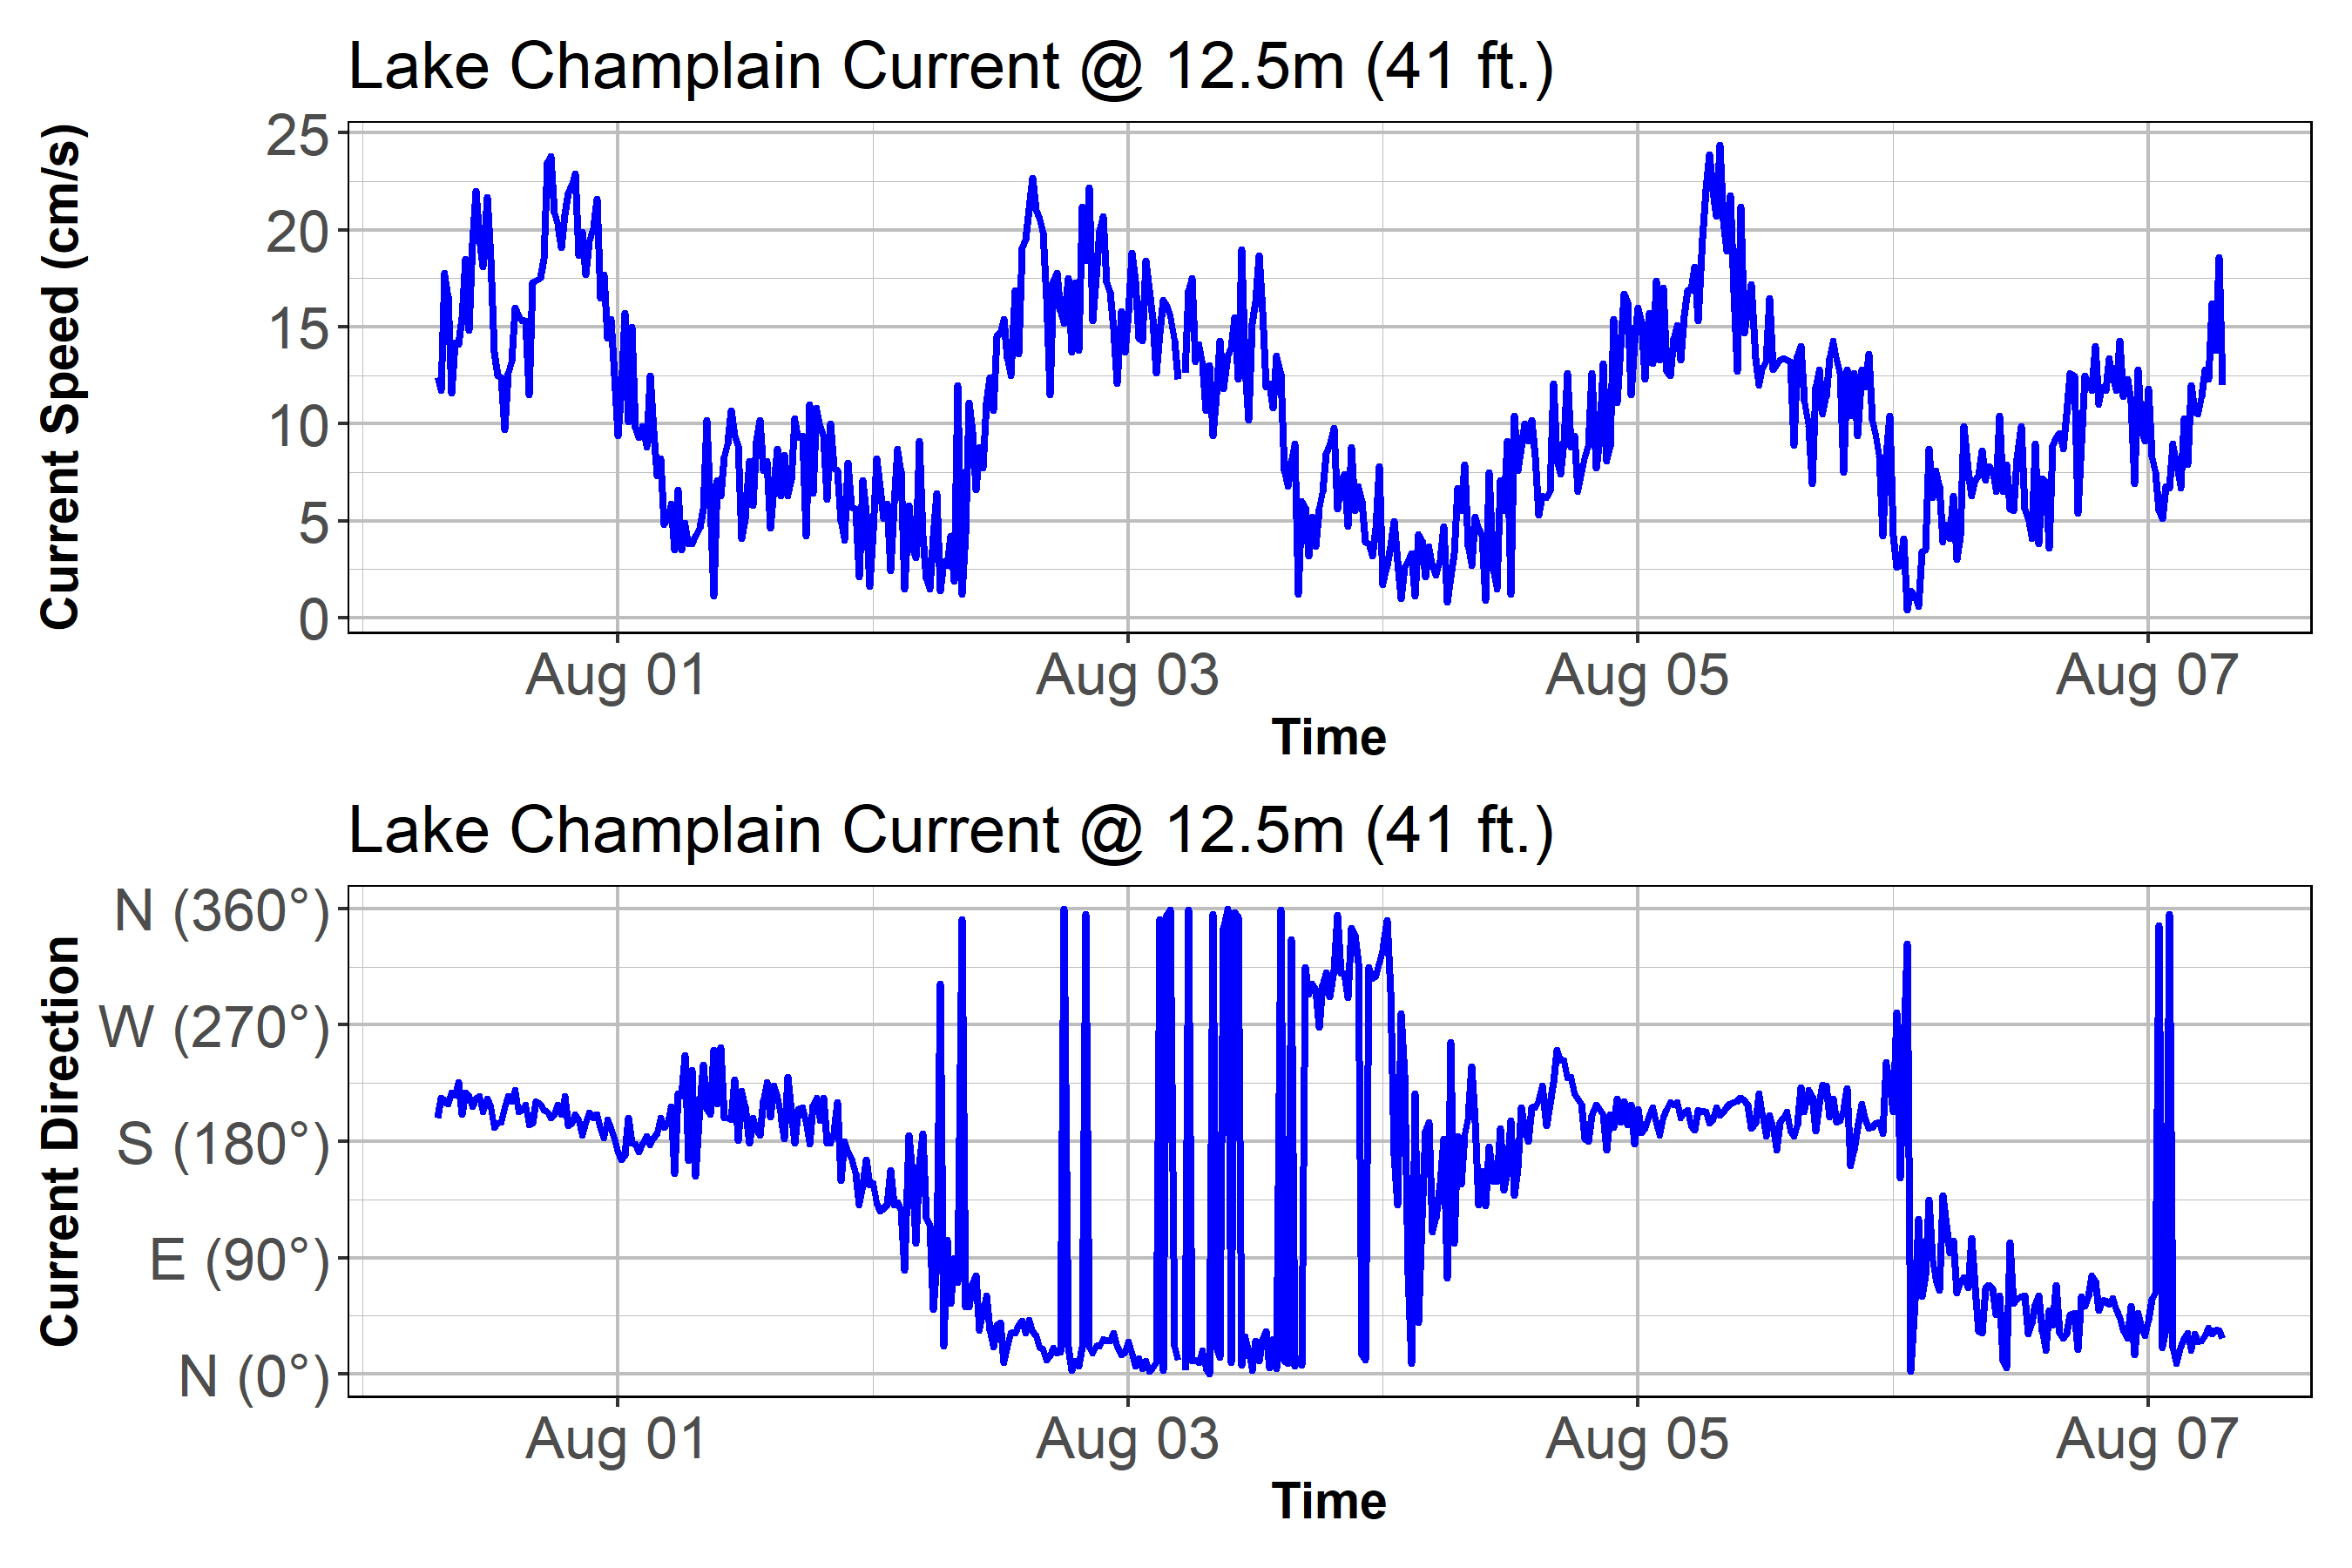 Lake Champlain Current @ 12.5m (41 ft.)
Current Speed (cm/s)
25
20
15
10
5
0
Aug 01 Aug 03 Aug 05 Aug 07
Time
Lake Champlain Current @ 12.5m (41 ft.)
Current Direction
N (360°)
W (270°)
S (180°)
E (90°)
N (0°)
Aug 01 Aug 03 Aug 05 Aug 07
Time